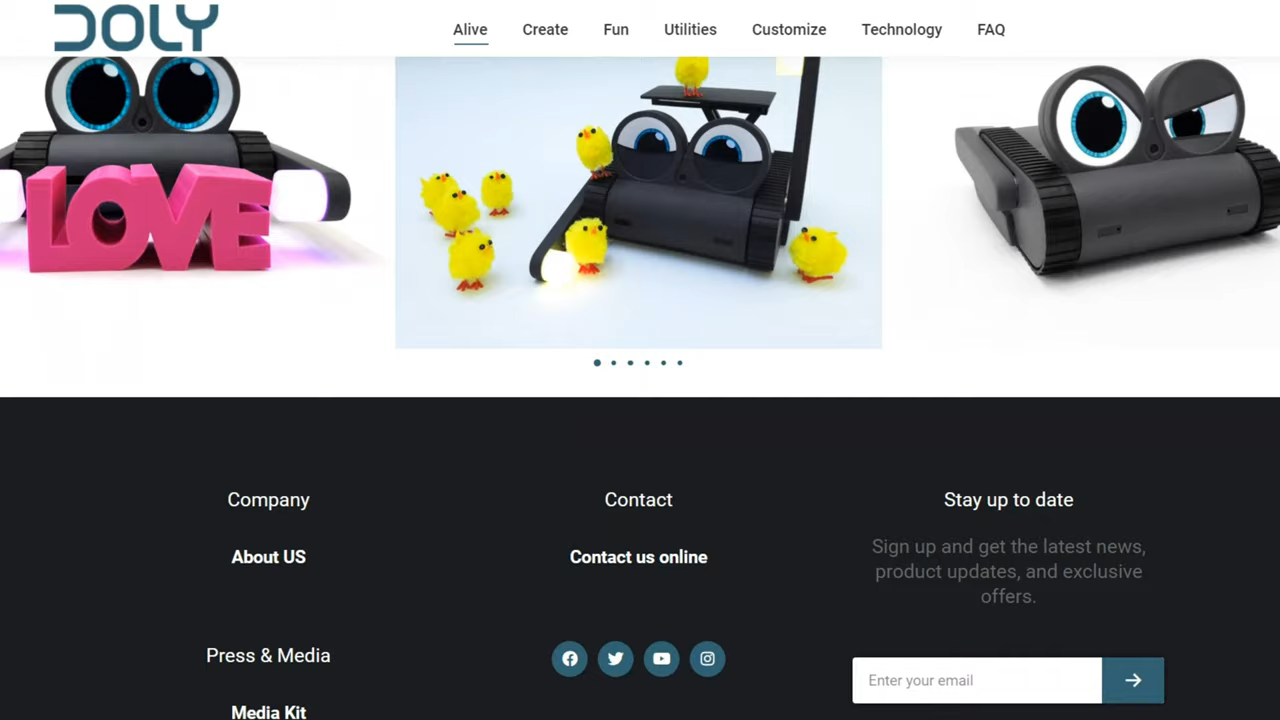 DOLY
Alive Create Fun Utilities Customize Technology FAQ
LOVE
Company
About US
Press & Media
Media Kit
Contact
Contact us online
Stay up to date
Sign up and get the latest news,
product updates, and exclusive
offers.
Enter your email